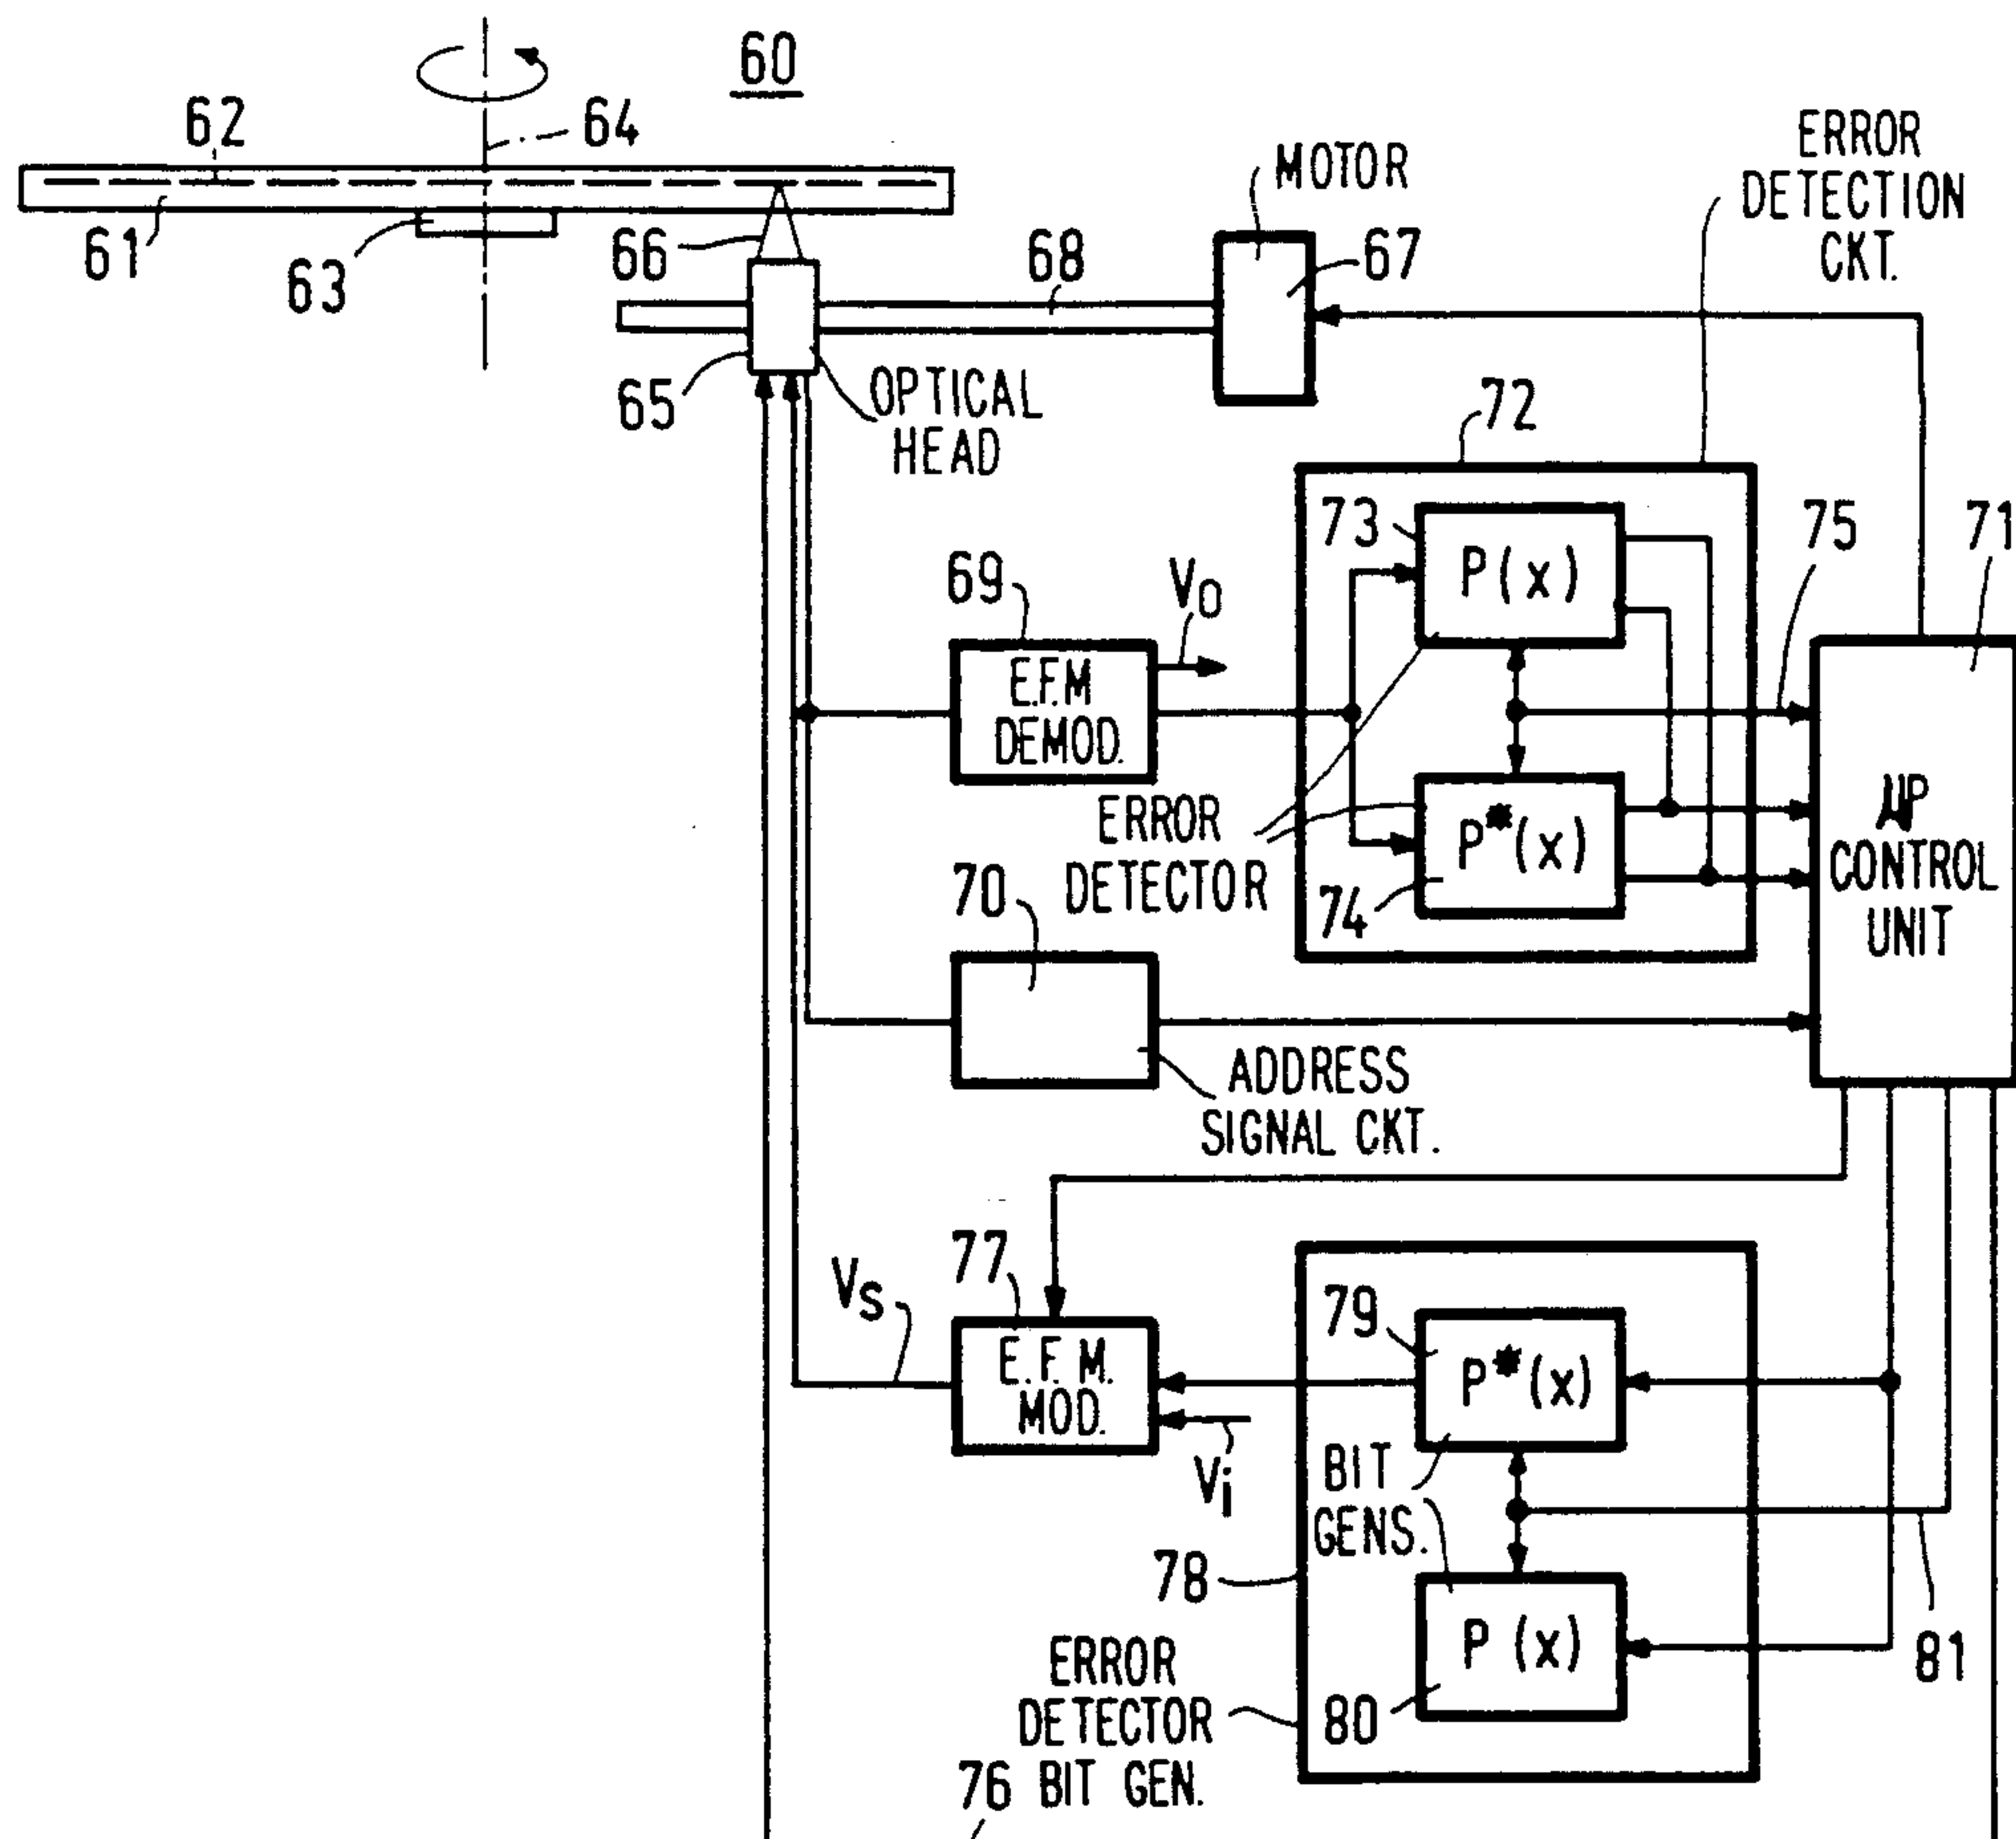 60
62
64
61
63
66
68
MOTOR
67
ERROR
DETECTION
CKT.
65
OPTICAL
HEAD
72
73
P(x)
75
71
69
Vo
E.F.M
DEMOD.
ERROR
DETECTOR
P*(x)
74
μP
CONTROL
UNIT
70
ADDRESS
SIGNAL CKT.
77
Vs
E.F.M.
MOD.
Vi
79
P*(x)
BIT
GENS.
78
P(x)
80
81
ERROR
DETECTOR
BIT GEN.
76